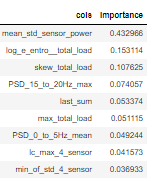 cols importance
mean_std_sensor_power 0.432966
log_e_entro__total_load 0.153114
skew_total_load 0.107625
PSD_15_to_20Hz_max 0.074057
last_sum 0.053374
max_total_load 0.051115
PSD_0_to_5Hz_mean 0.049244
lc_max_4_sensor 0.041573
min_of_std_4_sensor 0.036933